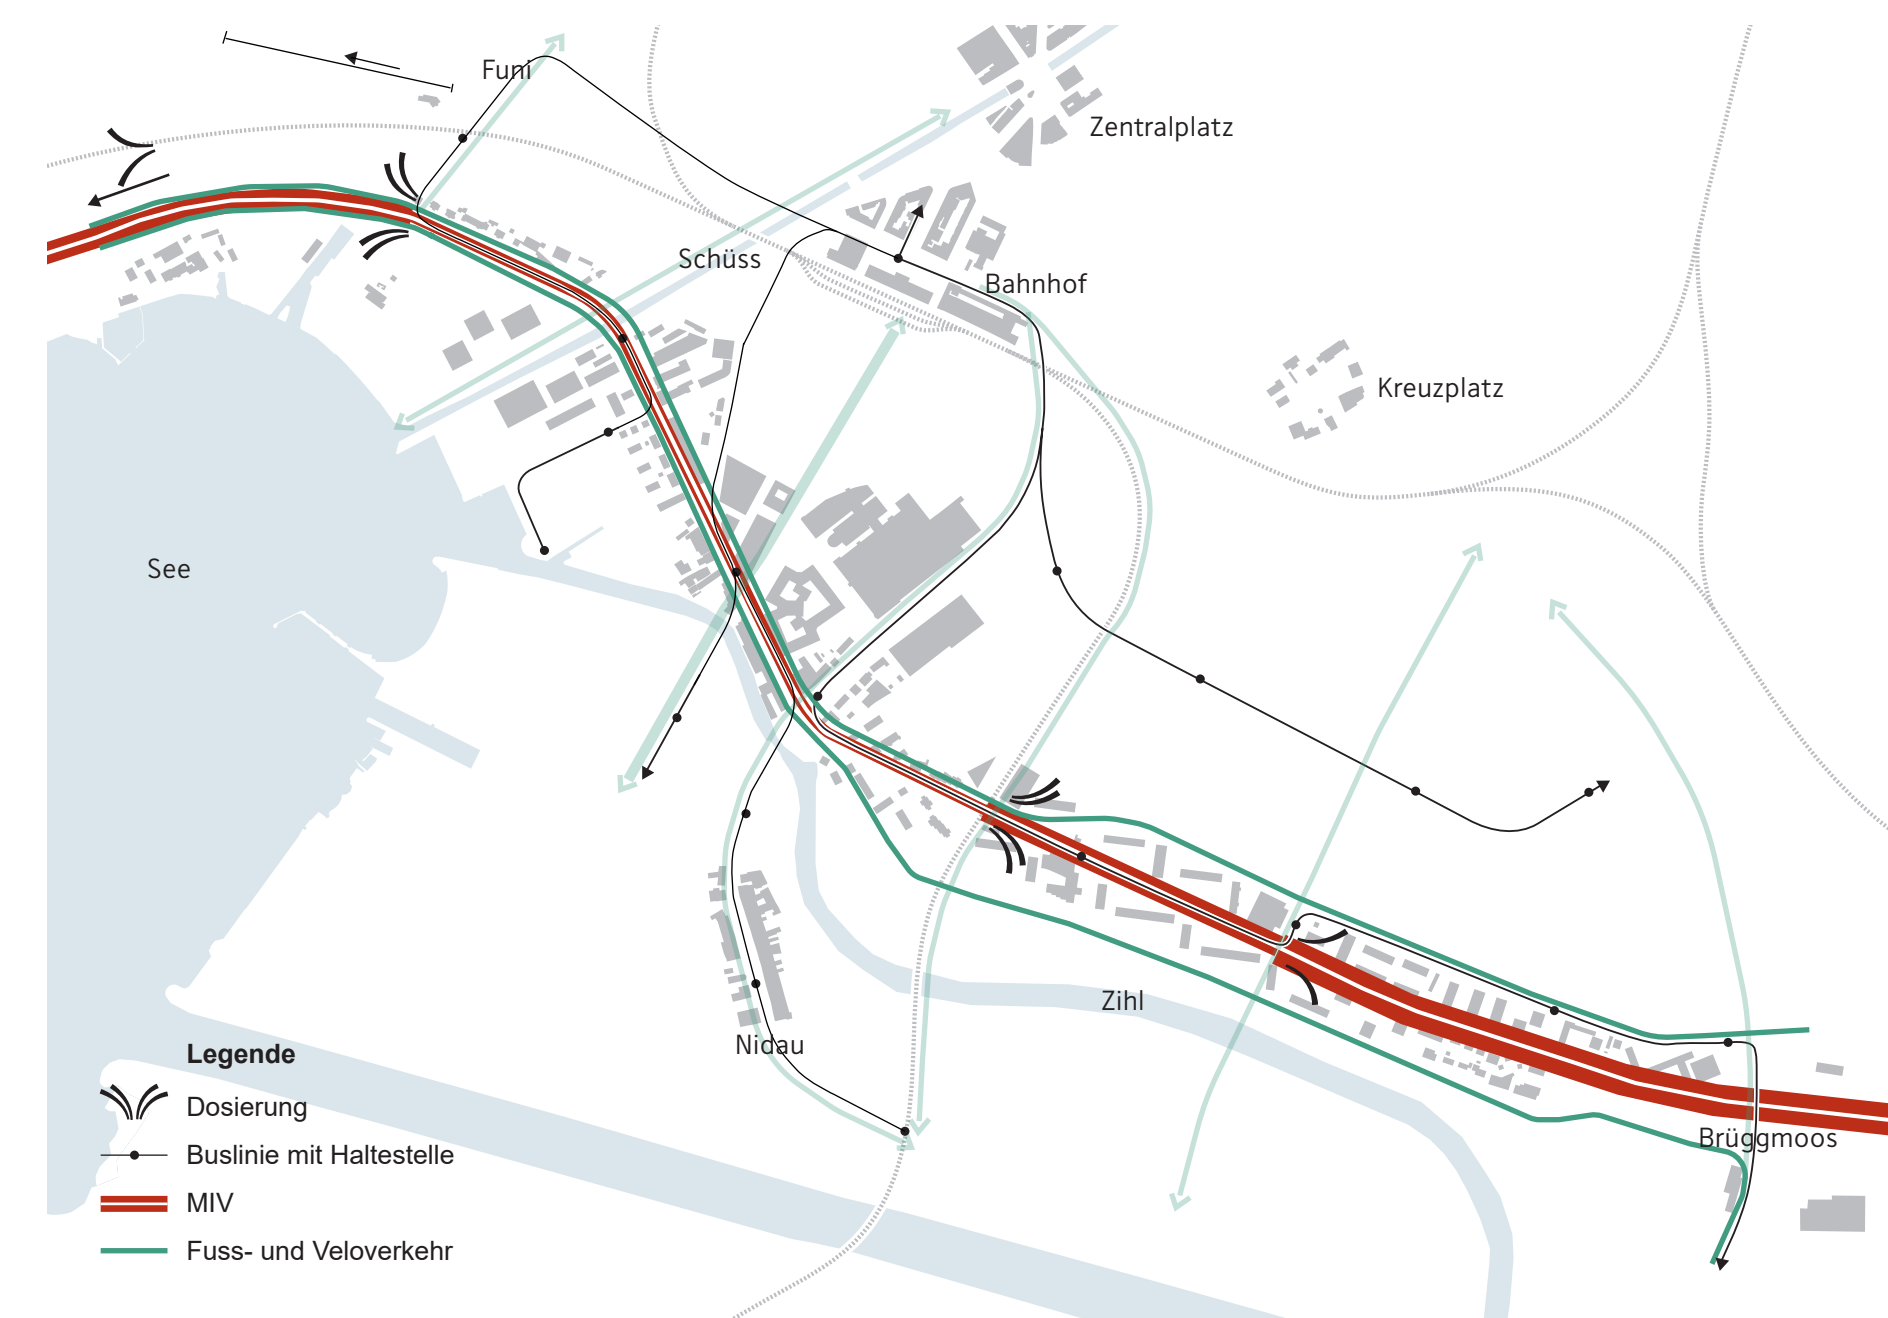 Funi
Zentralplatz
Schüss
Bahnhof
Kreuzplatz
See
Zihl
Nidau
Brüggmoos
Legende
Dosierung
Buslinie mit Haltestelle
MIV
Fuss- und Veloverkehr